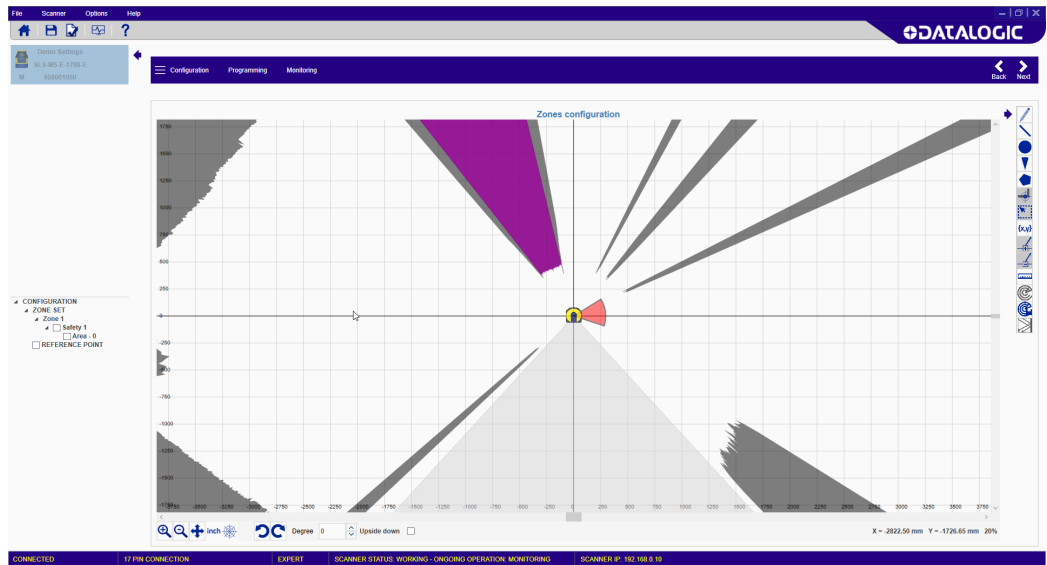 File Scanner Options Help
DATALOGIC
Demo Settings
SLS-M5-E-1708-E
M 958001050
Configuration Programming Monitoring
Back Next
Zones configuration
1750
1500
1250
1000
750
500
250
0
-250
-500
-750
-1000
-1250
-1500
-3500 -3250 -3000 -2750 -2500 -2250 -2000 -1750 -1500 -1250 -1000 -750 -500 -250 0 250 500 750 1000 1250 1500 1750 2000 2250 2500 2750 3000 3250 3500 3750
{x,y}
CONFIGURATION
ZONE SET
Zone 1
Safety 1
Area - 0
REFERENCE POINT
inch Degree 0 Upside down
X = -2822.50 mm Y = -1726.65 mm 20%
CONNECTED 17 PIN CONNECTION EXPERT SCANNER STATUS: WORKING - ONGOING OPERATION: MONITORING SCANNER IP: 192.168.0.10